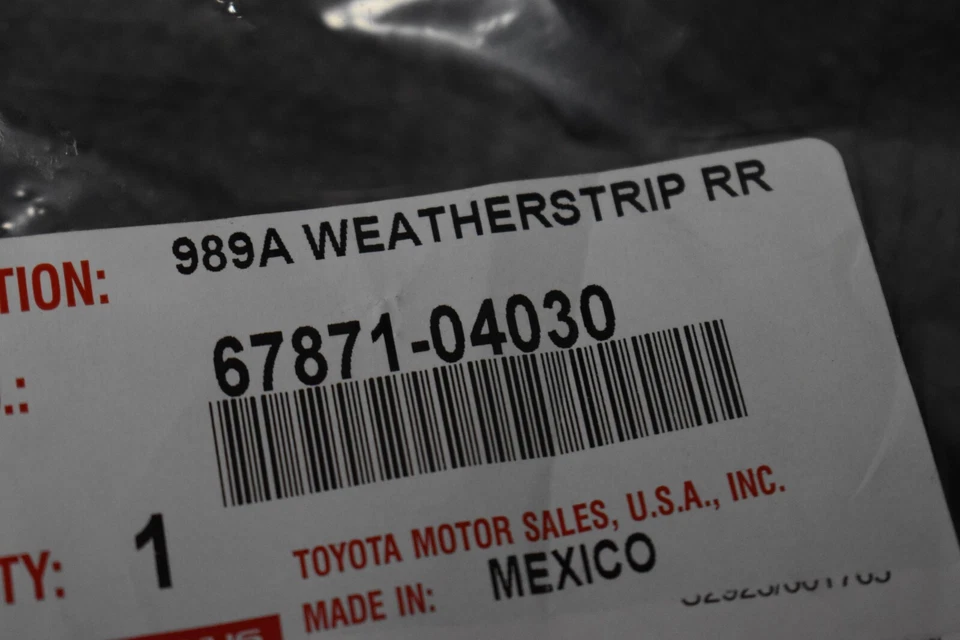 989A WEATHERSTRIP RR
TION:
67871-04030
.:
TY: 1
TOYOTA MOTOR SALES, U.S.A., INC.
MADE IN: MEXICO